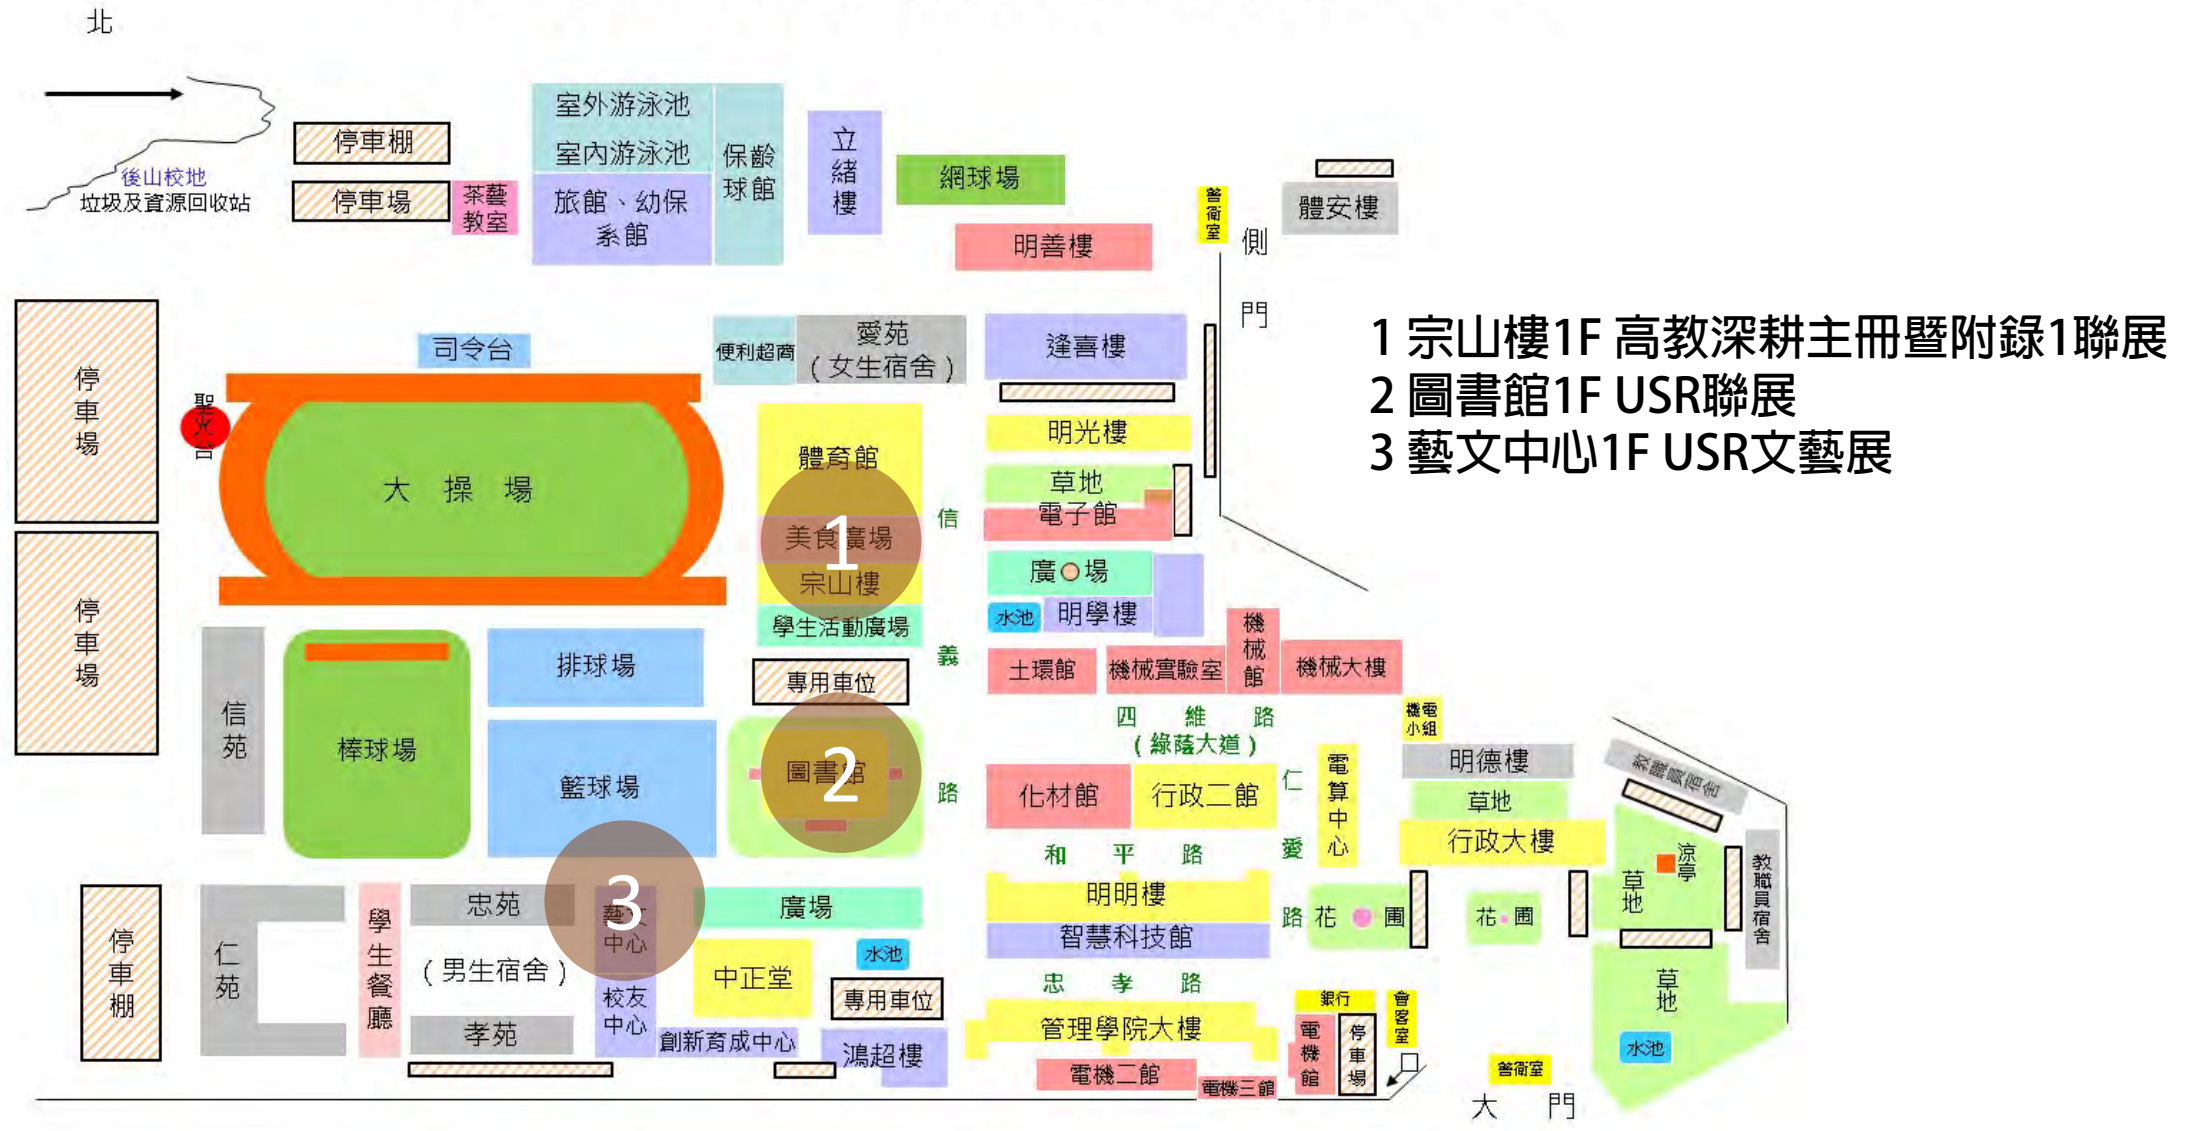 北
後山校地
垃圾及資源回收站
停車棚
停車場
茶藝
教室
室外游泳池
室內游泳池
旅館、幼保
系館
保齡
球館
立緒樓
網球場
明善樓
警衛室
側門
體安樓
1 宗山樓1F 高教深耕主冊暨附錄1聯展
2 圖書館1F USR聯展
3 藝文中心1F USR文藝展
停車場
停車場
聖火台
司令台
大操場
便利超商
愛苑
(女生宿舍)
逢喜樓
明光樓
草地
電子館
體育館
美食廣場
宗山樓
1
學生活動廣場
專用車位
信義路
廣場
水池
明學樓
土環館
機械實驗室
機械館
機械大樓
四維路
(綠蔭大道)
信苑
棒球場
排球場
籃球場
圖書館
2
化材館
行政二館
仁愛路
電算中心
機電
小組
明德樓
草地
行政大樓
教職員宿舍
涼亭
草地
教職員宿舍
和平路
明明樓
智慧科技館
忠孝路
花圃
花圃
草地
水池
停車棚
仁苑
學生餐廳
忠苑
(男生宿舍)
孝苑
藝文
中心
3
校友
中心
廣場
中正堂
水池
專用車位
創新育成中心
鴻超樓
管理學院大樓
電機二館
電機三館
銀行
電機館
停車場
會客室
警衛室
大門